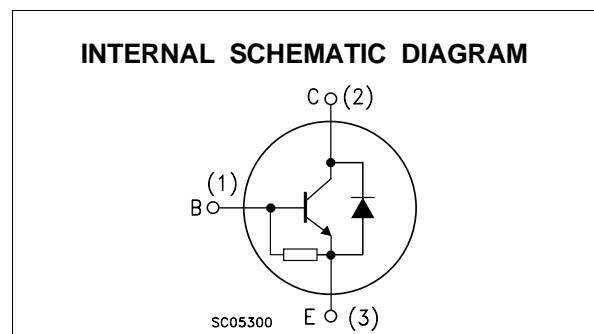 INTERNAL SCHEMATIC DIAGRAM
C (2)
(1)
B
E (3)
SC05300